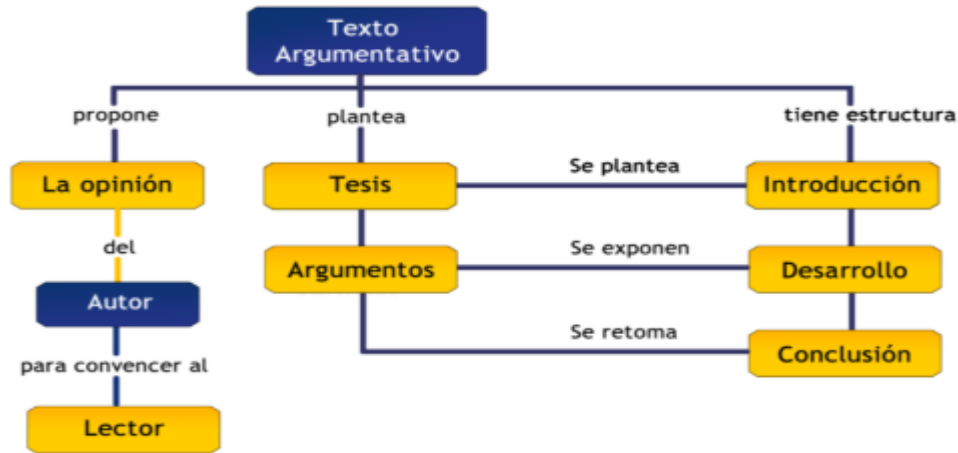 Texto
Argumentativo
propone
plantea
tiene estructura
La opinión
Tesis
Se plantea
Introducción
del
Argumentos
Se exponen
Desarrollo
Autor
Se retoma
Conclusión
para convencer al
Lector